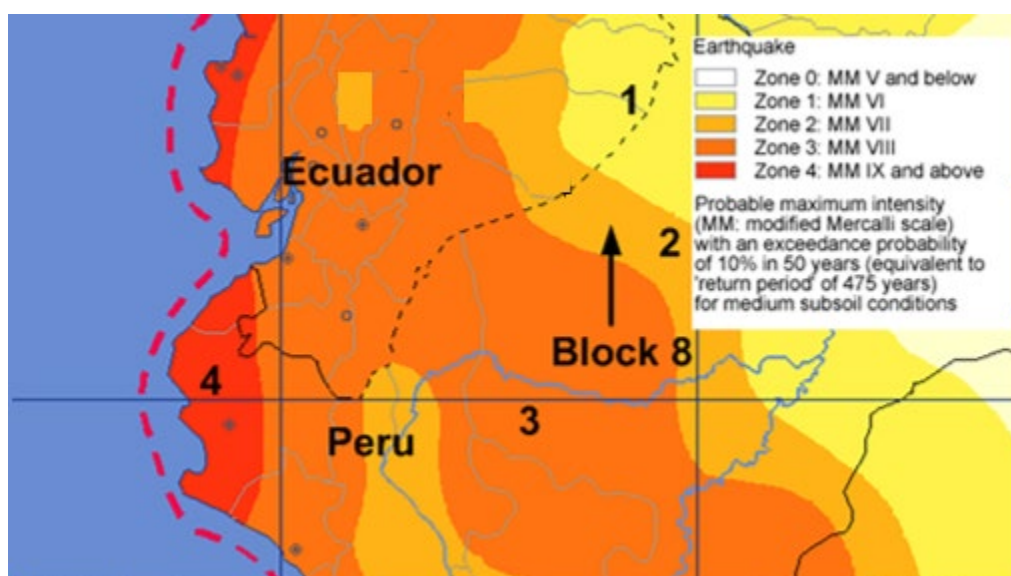 Earthquake
Zone 0: MM V and below
Zone 1: MM VI
Zone 2: MM VII
Zone 3: MM VIII
Zone 4: MM IX and above
Probable maximum intensity
(MM: modified Mercalli scale)
with an exceedance probability
of 10% in 50 years (equivalent to
'return period' of 475 years)
for medium subsoil conditions
1
Ecuador
2
Block 8
4
3
Peru